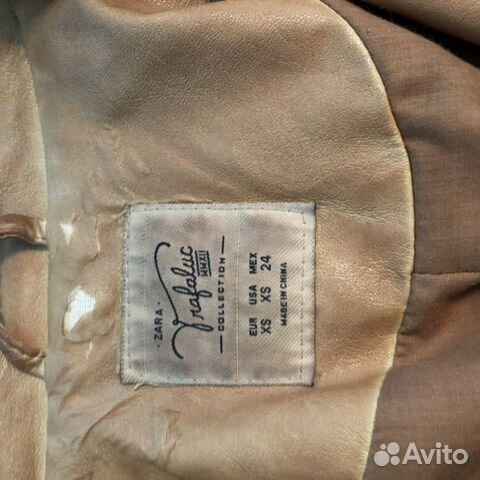 · ZARA ·
Trafaluc
MMXII
— COLLECTION —
EUR USA MEX
XS XS 24
MADE IN CHINA
Avito